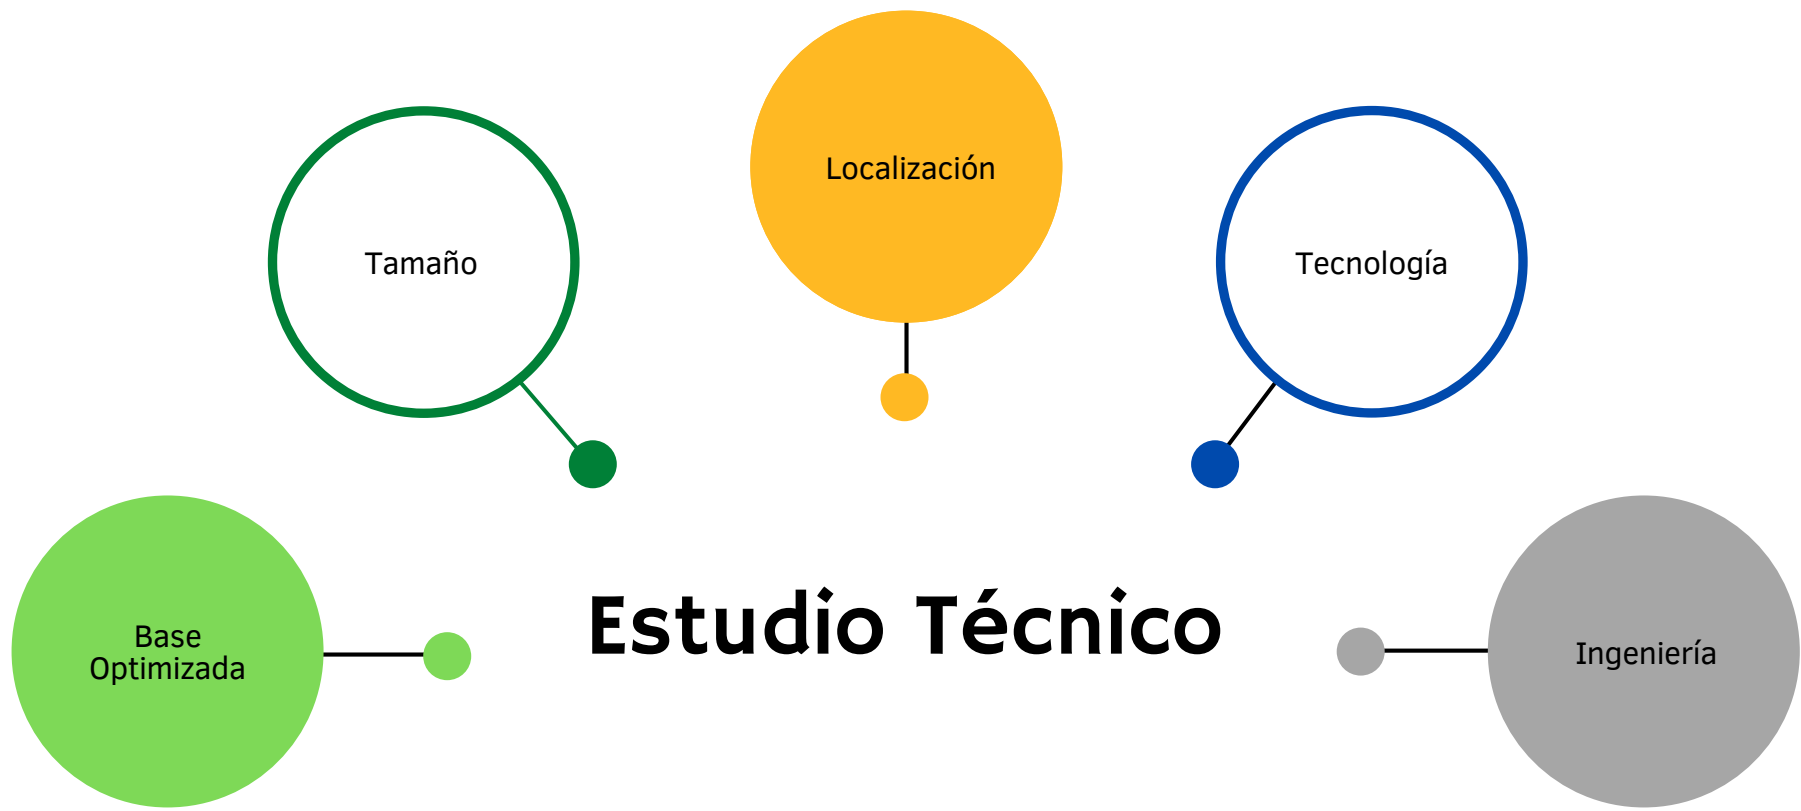 Localización
Tamaño
Tecnología
Estudio Técnico
Base
Optimizada
Ingeniería